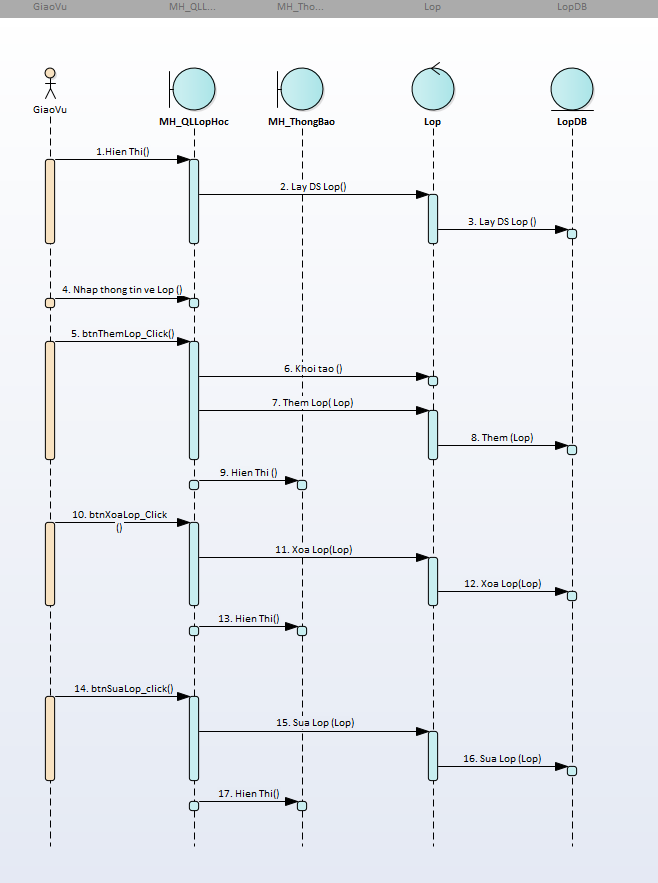 GiaoVu MH_QLL... MH_Tho... Lop LopDB
GiaoVu
MH_QLLopHoc MH_ThongBao Lop LopDB
1.Hien Thi()
2. Lay DS Lop()
3. Lay DS Lop ()
4. Nhap thong tin ve Lop ()
5. btnThemLop_Click()
6. Khoi tao ()
7. Them Lop( Lop)
8. Them (Lop)
9. Hien Thi ()
10. btnXoaLop_Click
()
11. Xoa Lop(Lop)
12. Xoa Lop(Lop)
13. Hien Thi()
14. btnSuaLop_click()
15. Sua Lop (Lop)
16. Sua Lop (Lop)
17. Hien Thi()